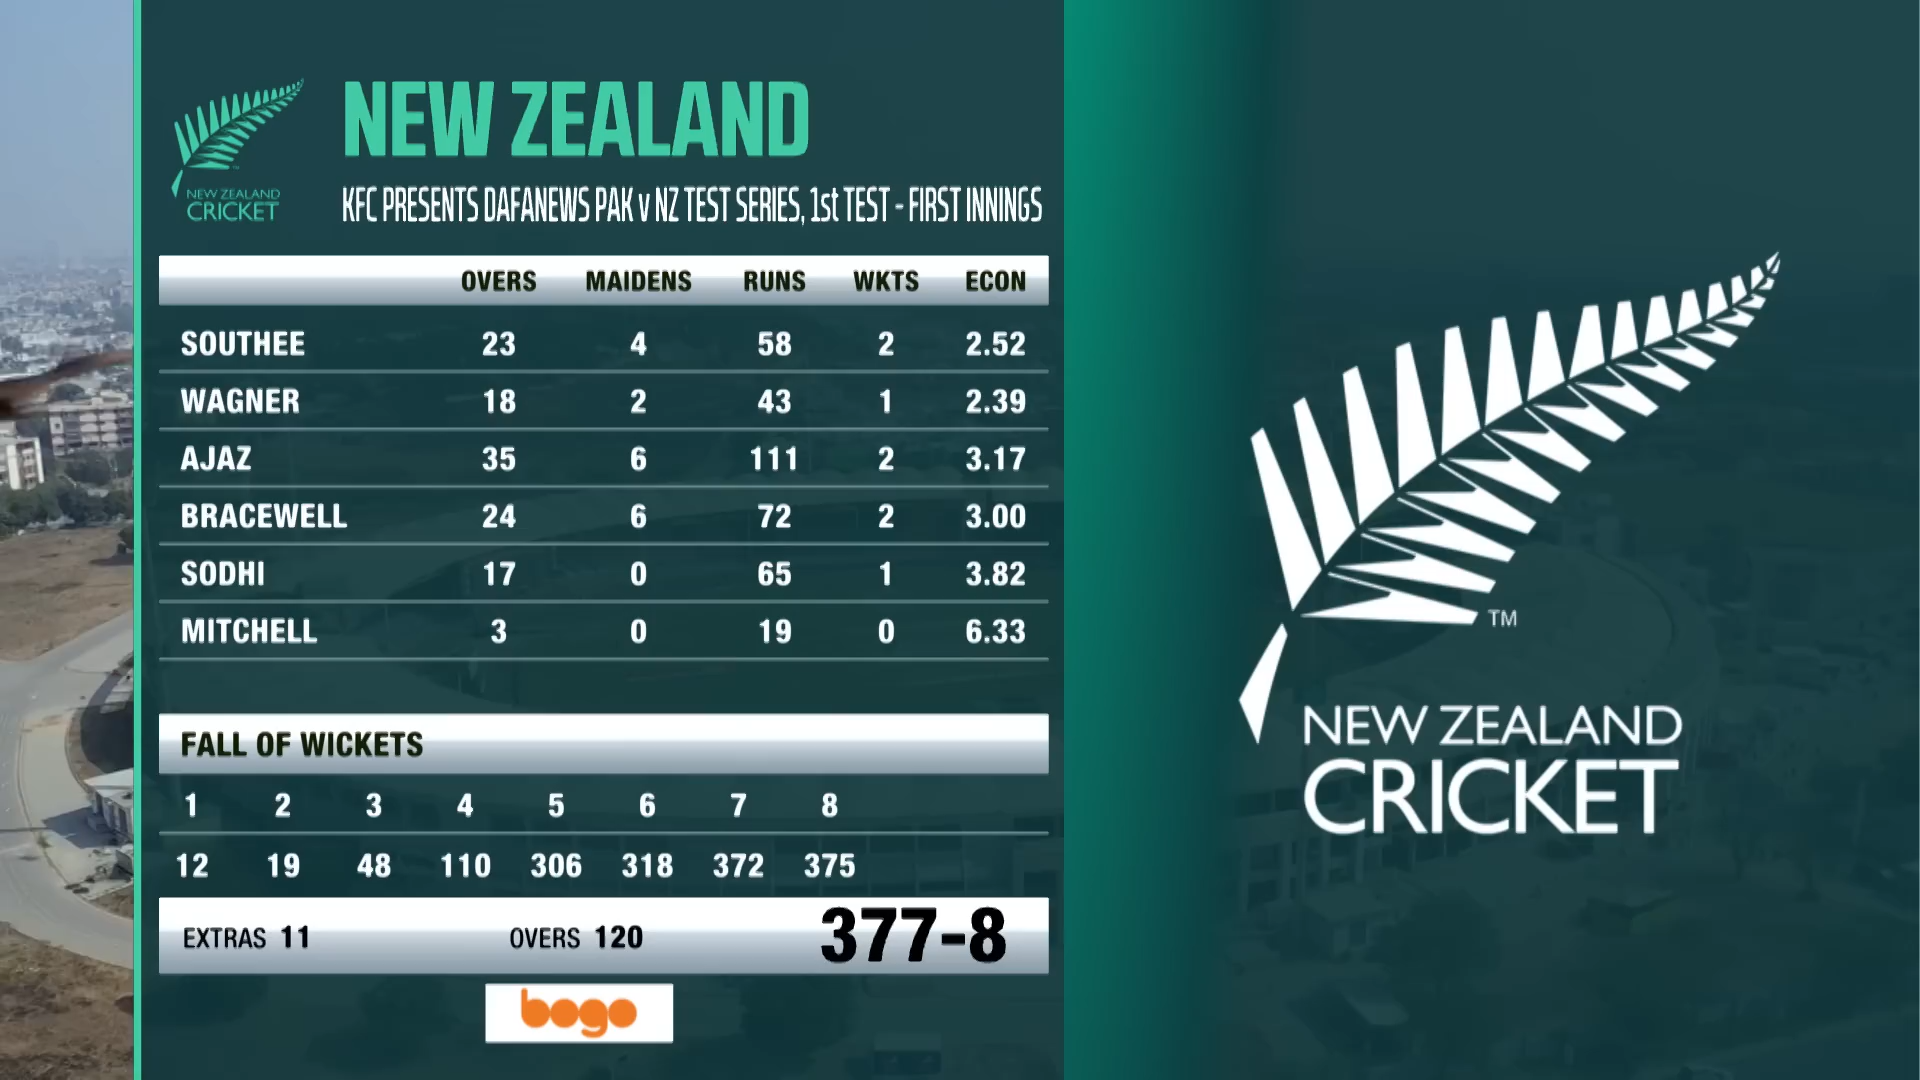 NEW ZEALAND
NEW ZEALAND
CRICKET
KFC PRESENTS DAFANEWS PAK v NZ TEST SERIES, 1st TEST - FIRST INNINGS
OVERS MAIDENS RUNS WKTS ECON
SOUTHEE 23 4 58 2 2.52
WAGNER 18 2 43 1 2.39
AJAZ 35 6 111 2 3.17
BRACEWELL 24 6 72 2 3.00
SODHI 17 0 65 1 3.82
MITCHELL 3 0 19 0 6.33
FALL OF WICKETS
1 2 3 4 5 6 7 8
12 19 48 110 306 318 372 375
EXTRAS 11 OVERS 120 377-8
bogo
TM
NEW ZEALAND
CRICKET